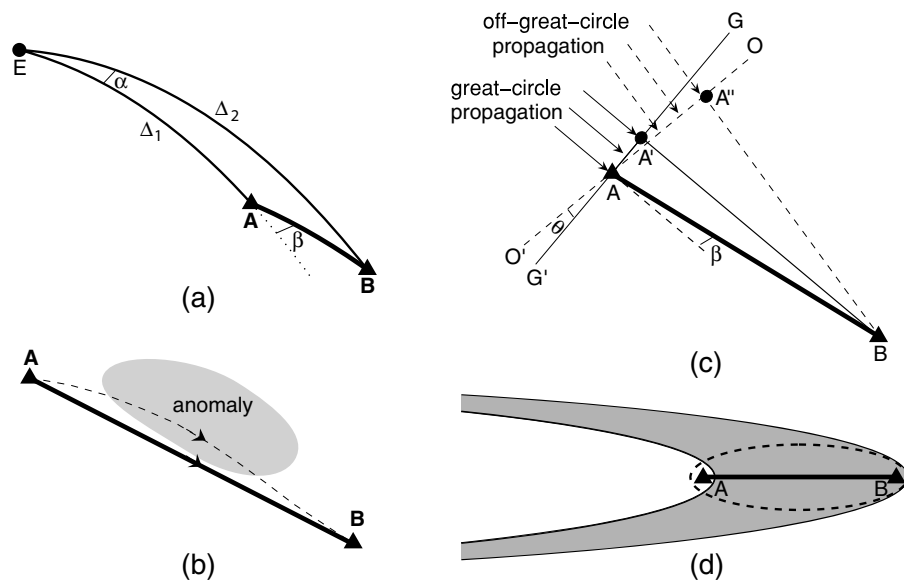 E
α
Δ1
Δ2
A
β
B
(a)
A
anomaly
B
(b)
off−great−circle
propagation
great−circle
propagation
G
O
A"
A'
A
θ
O'
G'
β
B
(c)
A
B
(d)